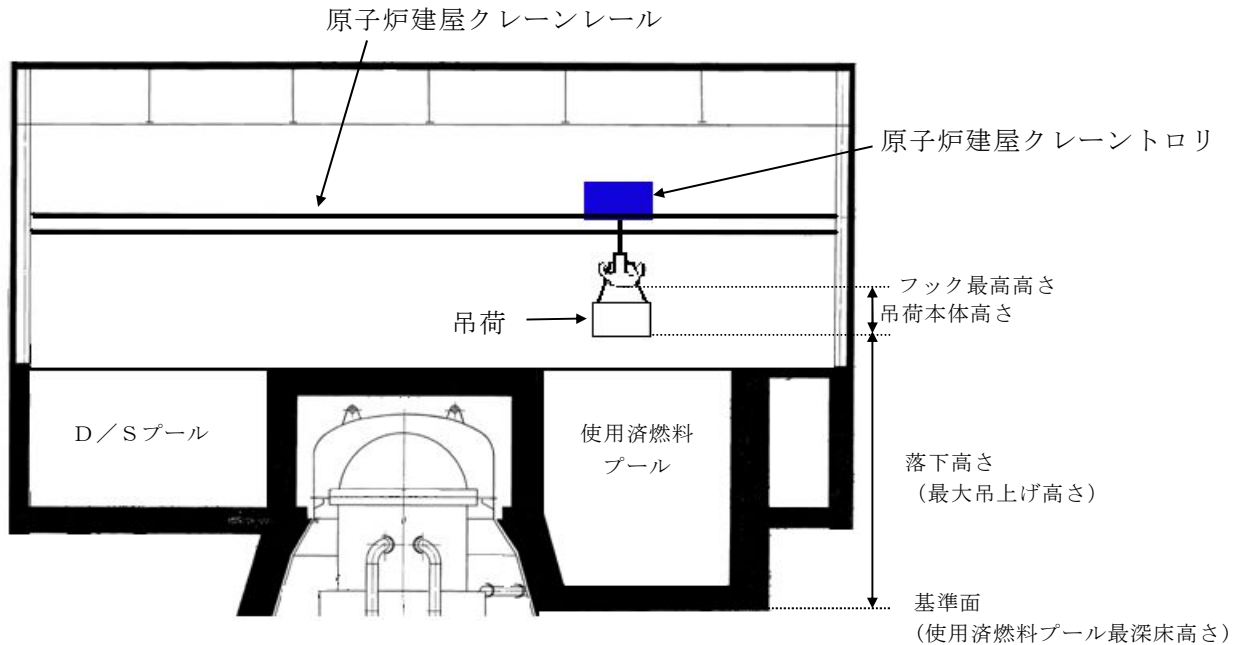 原子炉建屋クレーンレール
原子炉建屋クレーントロリ
フック最高高さ
吊荷本体高さ
吊荷
D／Sプール
使用済燃料
プール
落下高さ
（最大吊上げ高さ）
基準面
（使用済燃料プール最深床高さ）